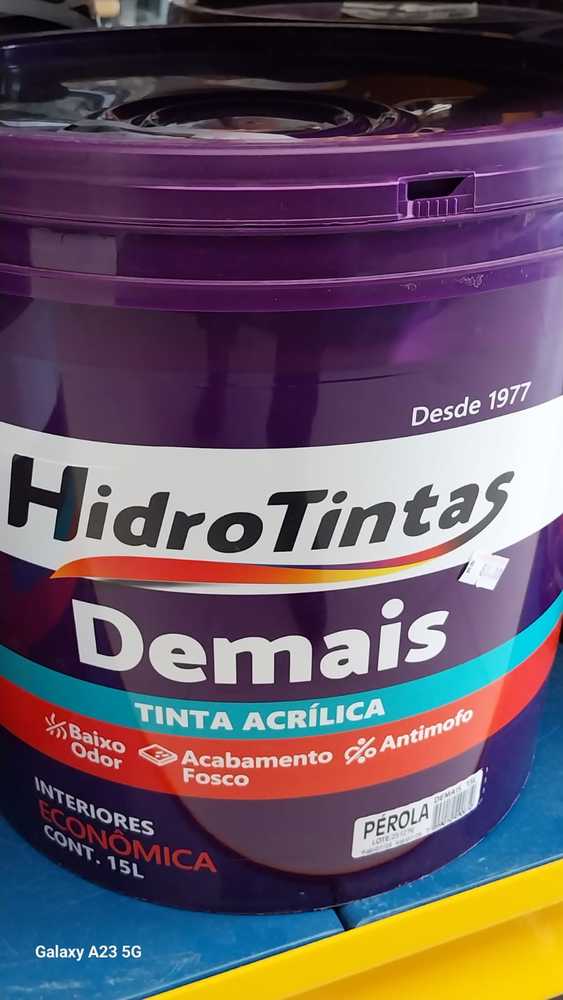 Desde 1977
HidroTintas
Demais
TINTA ACRÍLICA
Baixo
Odor
Acabamento
Fosco
Antimofo
INTERIORES
ECONÔMICA
CONT. 15L
DEMAIS 15L
PÉROLA
Galaxy A23 5G